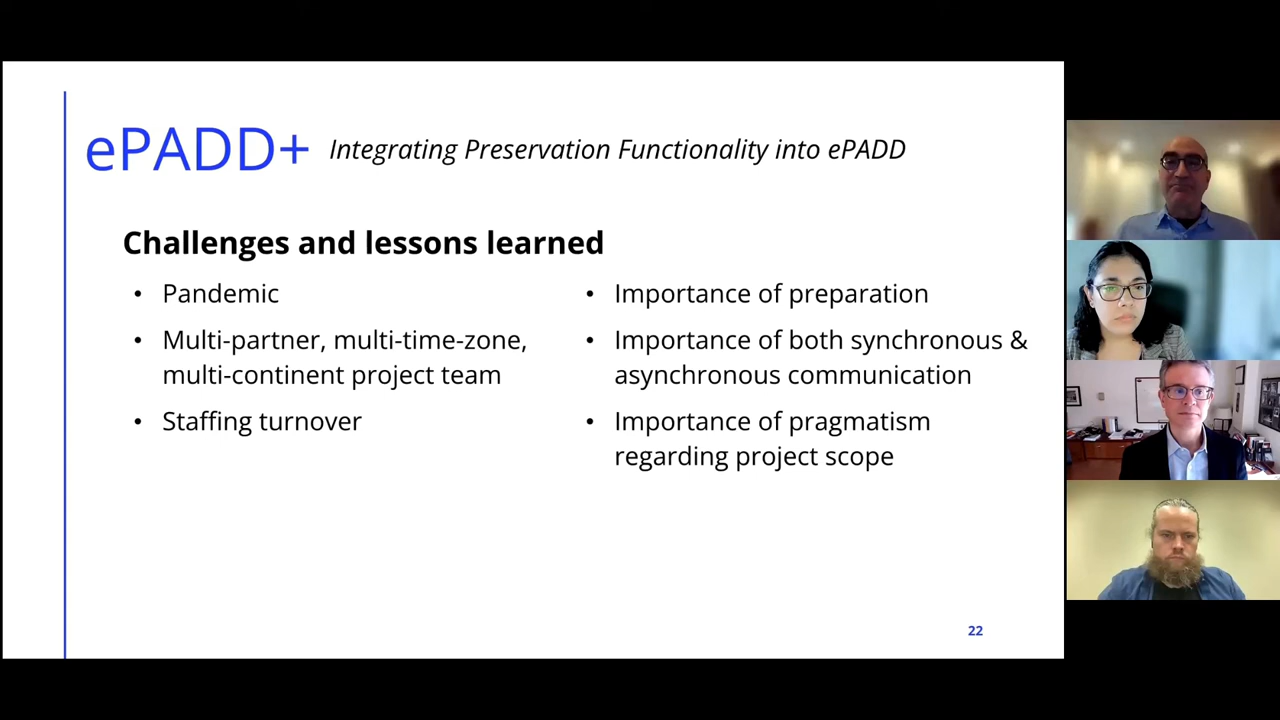 ePADD+ Integrating Preservation Functionality into ePADD
Challenges and lessons learned
• Pandemic
• Multi-partner, multi-time-zone,
multi-continent project team
• Staffing turnover
• Importance of preparation
• Importance of both synchronous &
asynchronous communication
• Importance of pragmatism
regarding project scope
22